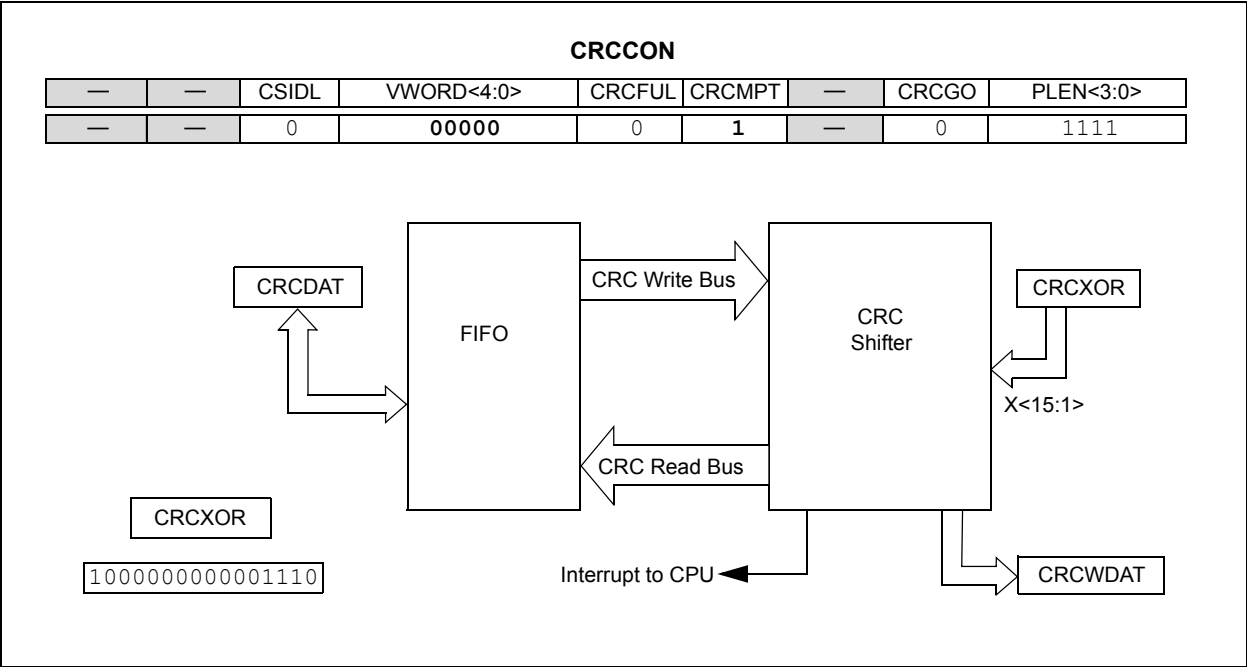 CRCCON
— — CSIDL VWORD<4:0> CRCFUL CRCMPT — CRCGO PLEN<3:0>
— — 0 00000 0 1 — 0 1111
CRCDAT
FIFO
CRC Write Bus
CRC
Shifter
CRCXOR
X<15:1>
CRC Read Bus
CRCXOR
1000000000001110
Interrupt to CPU
CRCWDAT